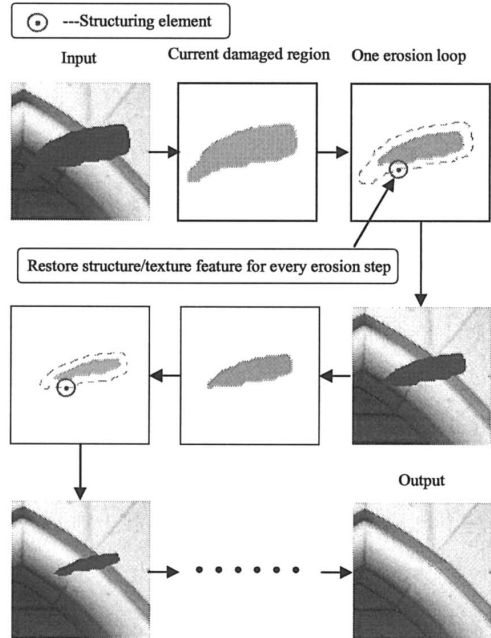 ---Structuring element
Input
Current damaged region
One erosion loop
Restore structure/texture feature for every erosion step
Output